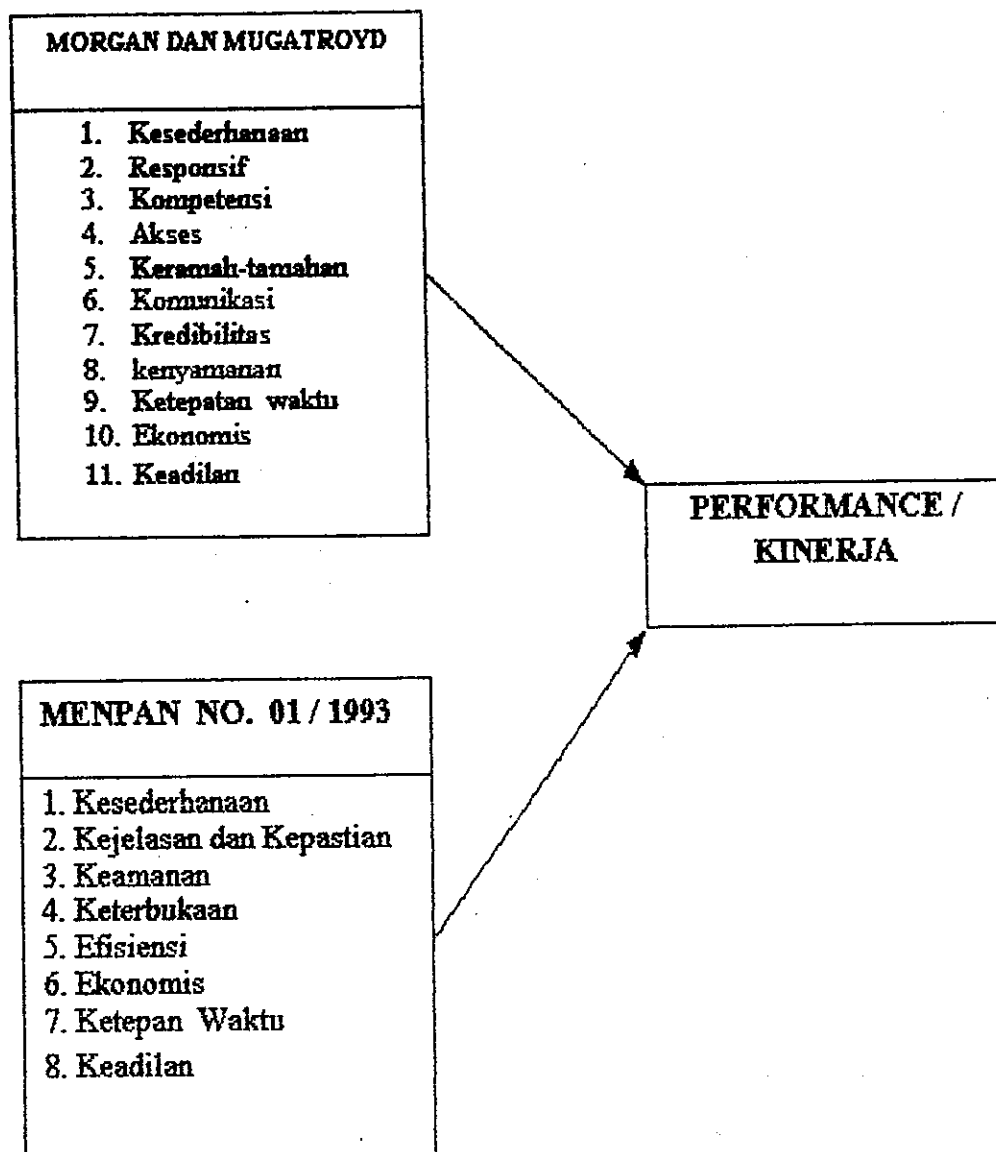 MORGAN DAN MUGATROYD
1. Kesederhanaan
2. Responsif
3. Kompetensi
4. Akses
5. Keramah-tamahan
6. Komunikasi
7. Kredibilitas
8. kenyamanan
9. Ketepatan waktu
10. Ekonomis
11. Keadilan
PERFORMANCE /
KINERJA
MENPAN NO. 01 / 1993
1. Kesederhanaan
2. Kejelasan dan Kepastian
3. Keamanan
4. Keterbukaan
5. Efisiensi
6. Ekonomis
7. Ketepan Waktu
8. Keadilan